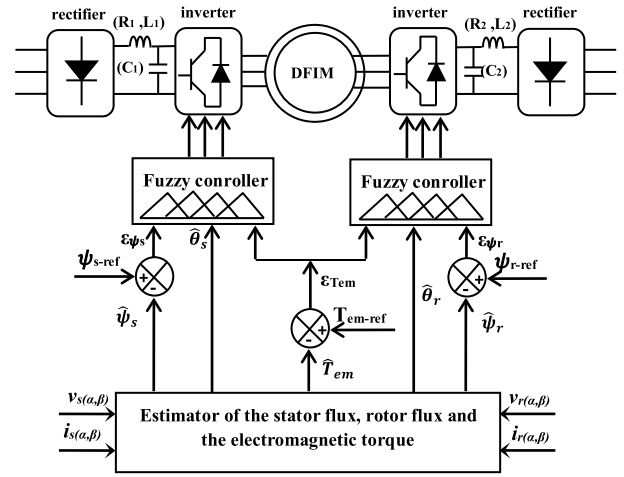 rectifier
(R₁ ,L₁)
inverter
inverter
(R₂ ,L₂)
rectifier
(C₁)
DFIM
(C₂)
Fuzzy conroller
Fuzzy conroller
ε𝜓s
θ̂s
ε𝜓r
ψs-ref
+
-
εTem
θ̂r
ψr-ref
+
-
ψ̂s
Tem-ref
+
-
ψ̂r
T̂em
vs(α,β)
is(α,β)
Estimator of the stator flux, rotor flux and
the electromagnetic torque
vr(α,β)
ir(α,β)